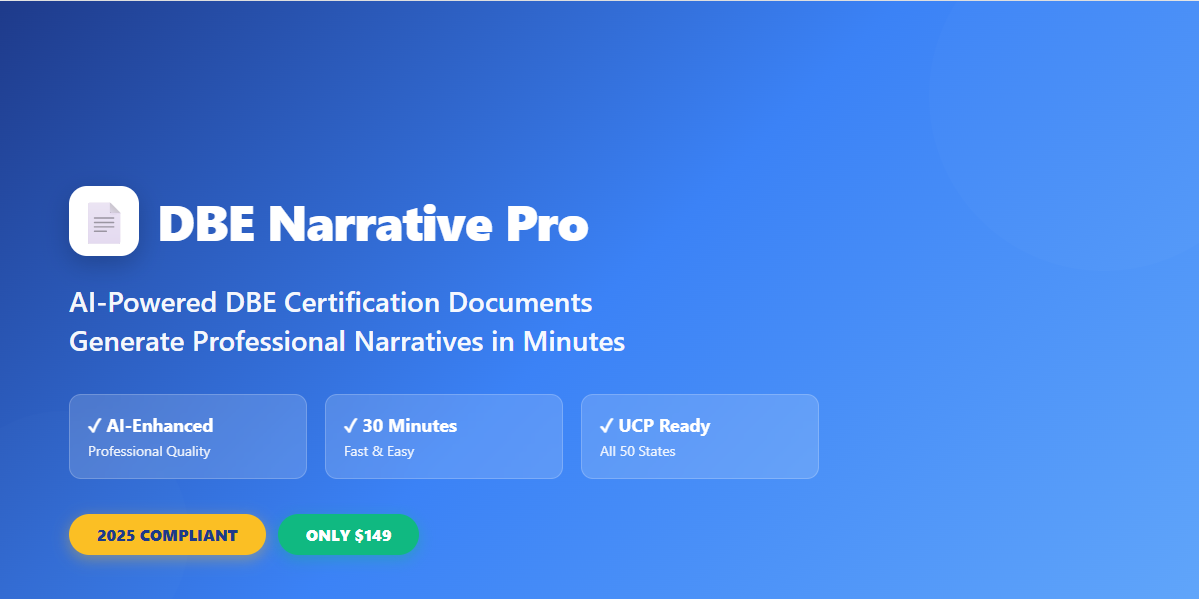 DBE Narrative Pro
AI-Powered DBE Certification Documents
Generate Professional Narratives in Minutes
✓ AI-Enhanced
Professional Quality
✓ 30 Minutes
Fast & Easy
✓ UCP Ready
All 50 States
2025 COMPLIANT
ONLY $149